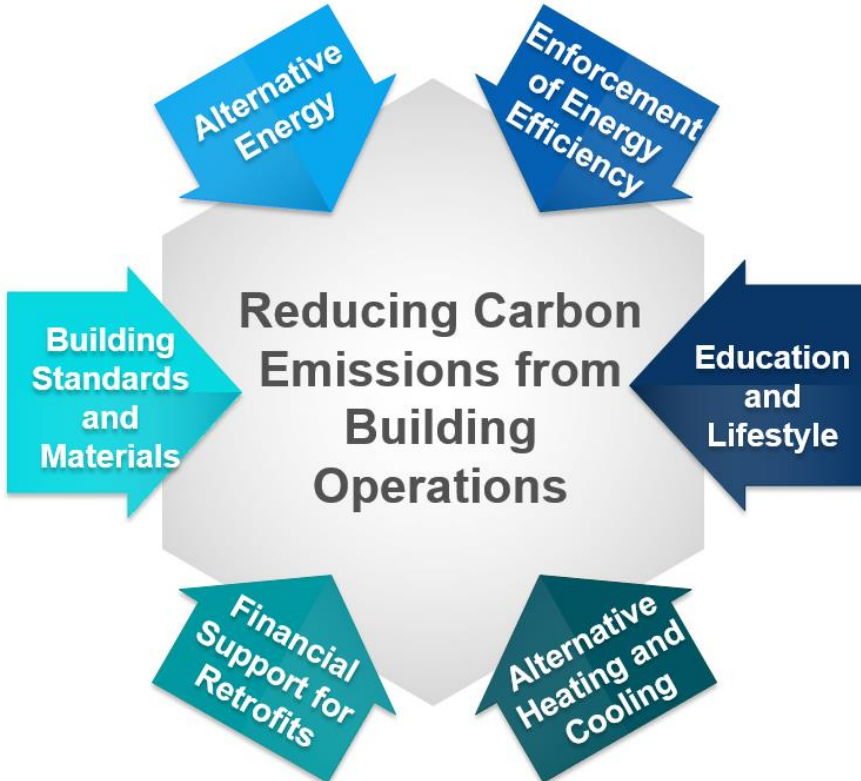 Alternative
Energy
Enforcement
of Energy
Efficiency
Building
Standards
and
Materials
Reducing Carbon
Emissions from
Building
Operations
Education
and
Lifestyle
Financial
Support for
Retrofits
Alternative
Heating and
Cooling